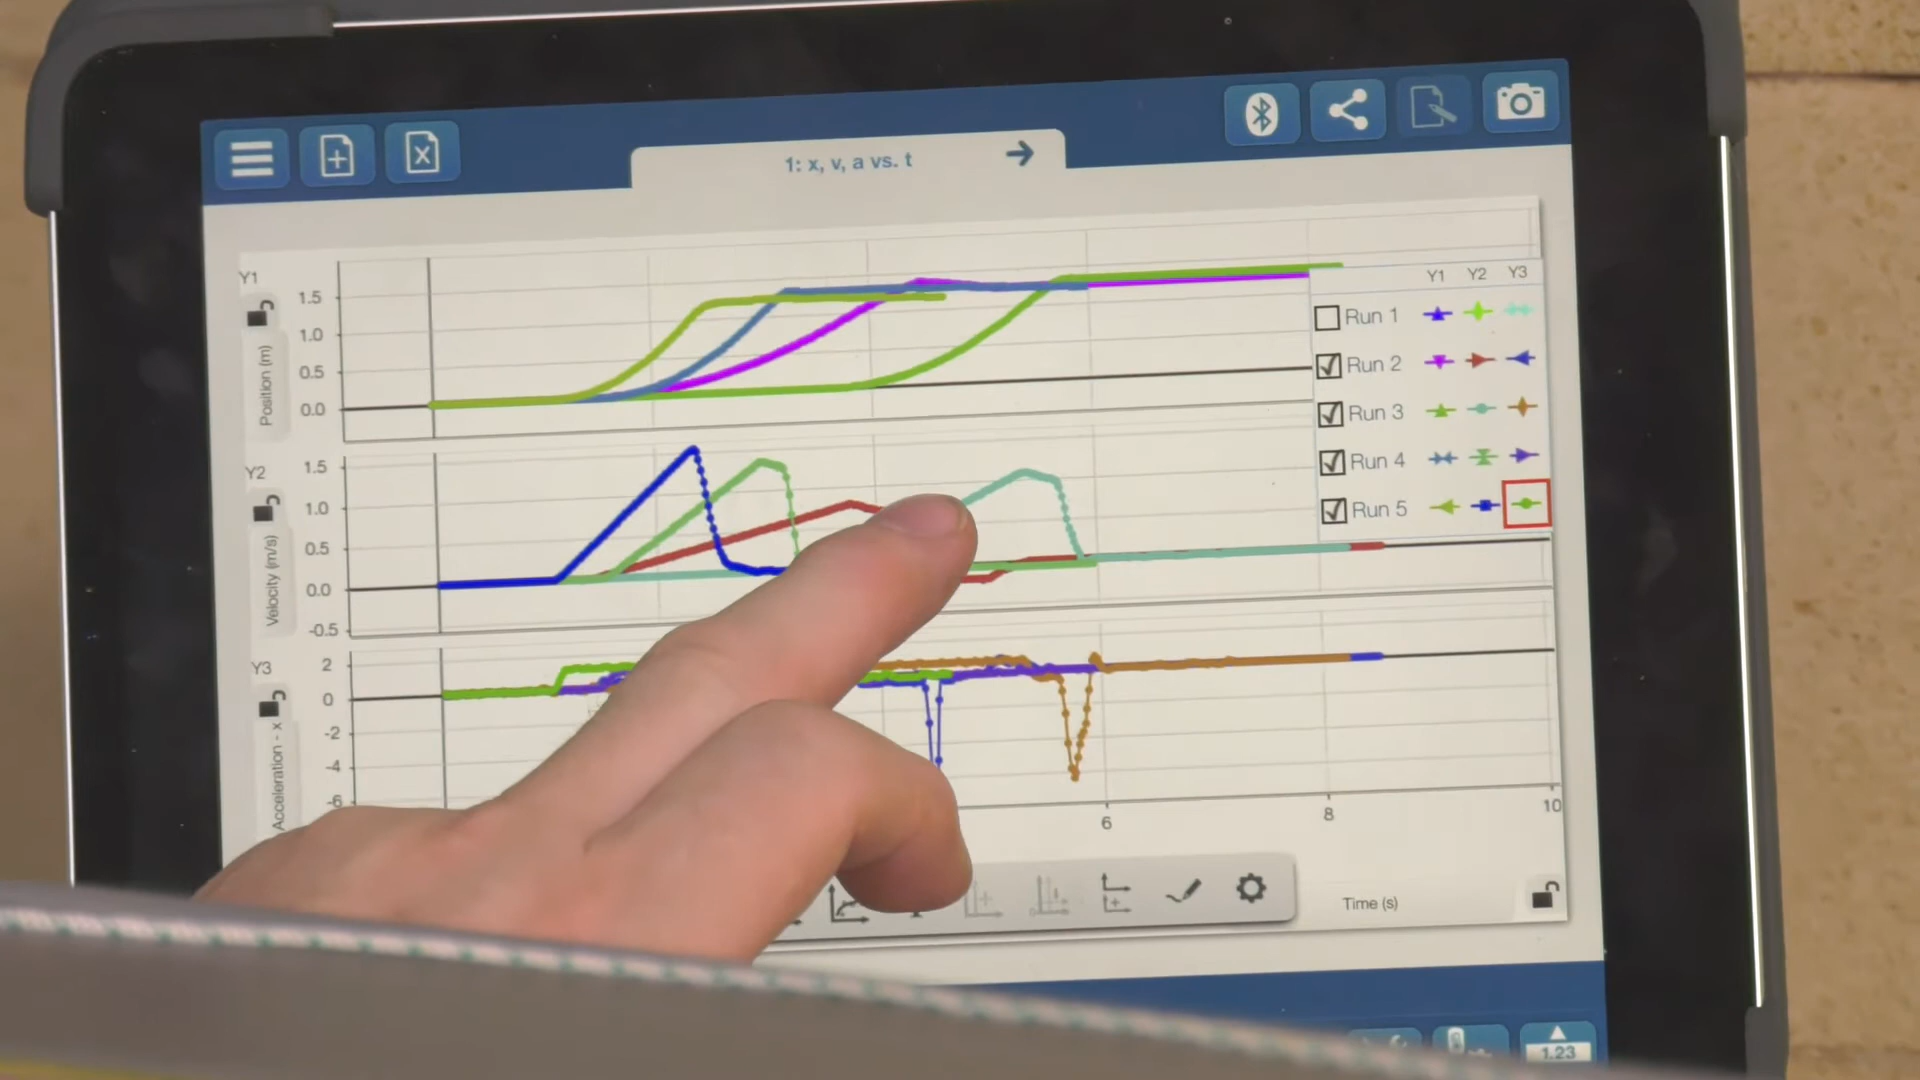 1: x, v, a vs. t
Y1
1.5
1.0
0.5
0.0
Position (m)
Y1 Y2 Y3
Run 1
Run 2
Run 3
Run 4
Run 5
Y2
1.5
1.0
0.5
0.0
-0.5
Velocity (m/s)
Y3
2
0
-2
-4
-6
Acceleration - x
6
8
10
Time (s)
1.23